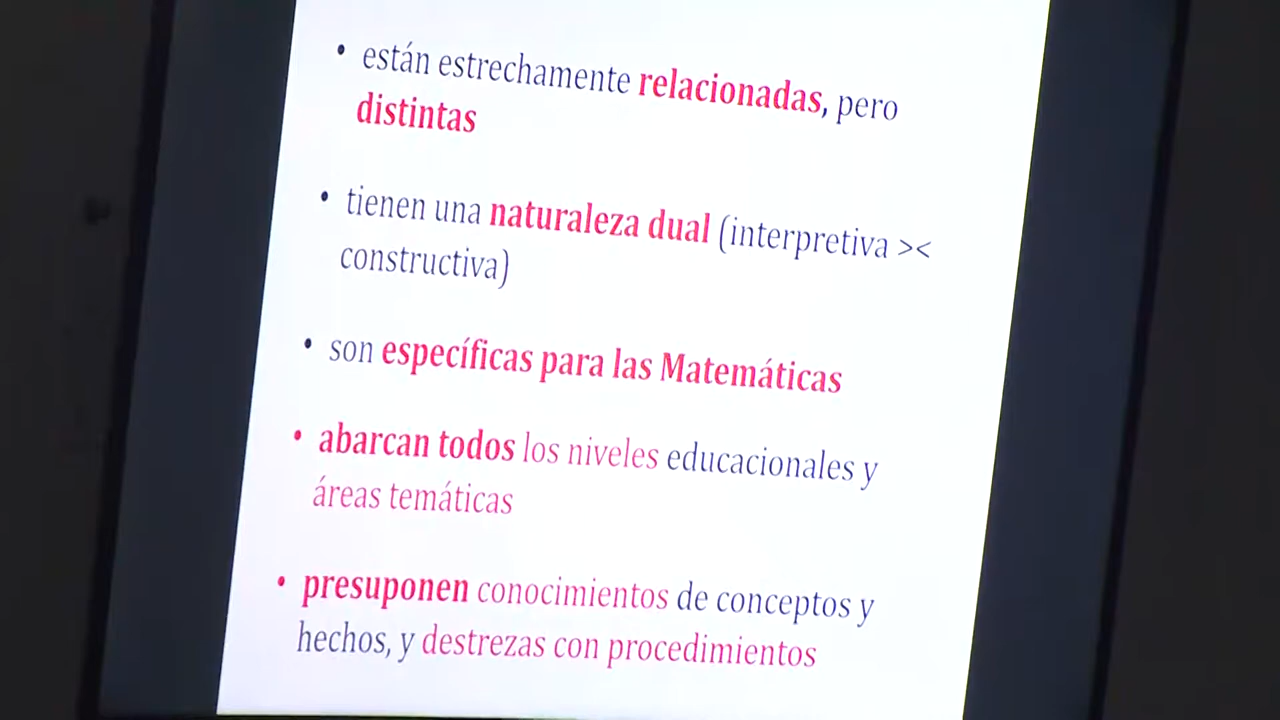 • están estrechamente relacionadas, pero
distintas
• tienen una naturaleza dual (interpretiva ><
constructiva)
• son específicas para las Matemáticas
• abarcan todos los niveles educacionales y
áreas temáticas
• presuponen conocimientos de conceptos y
hechos, y destrezas con procedimientos